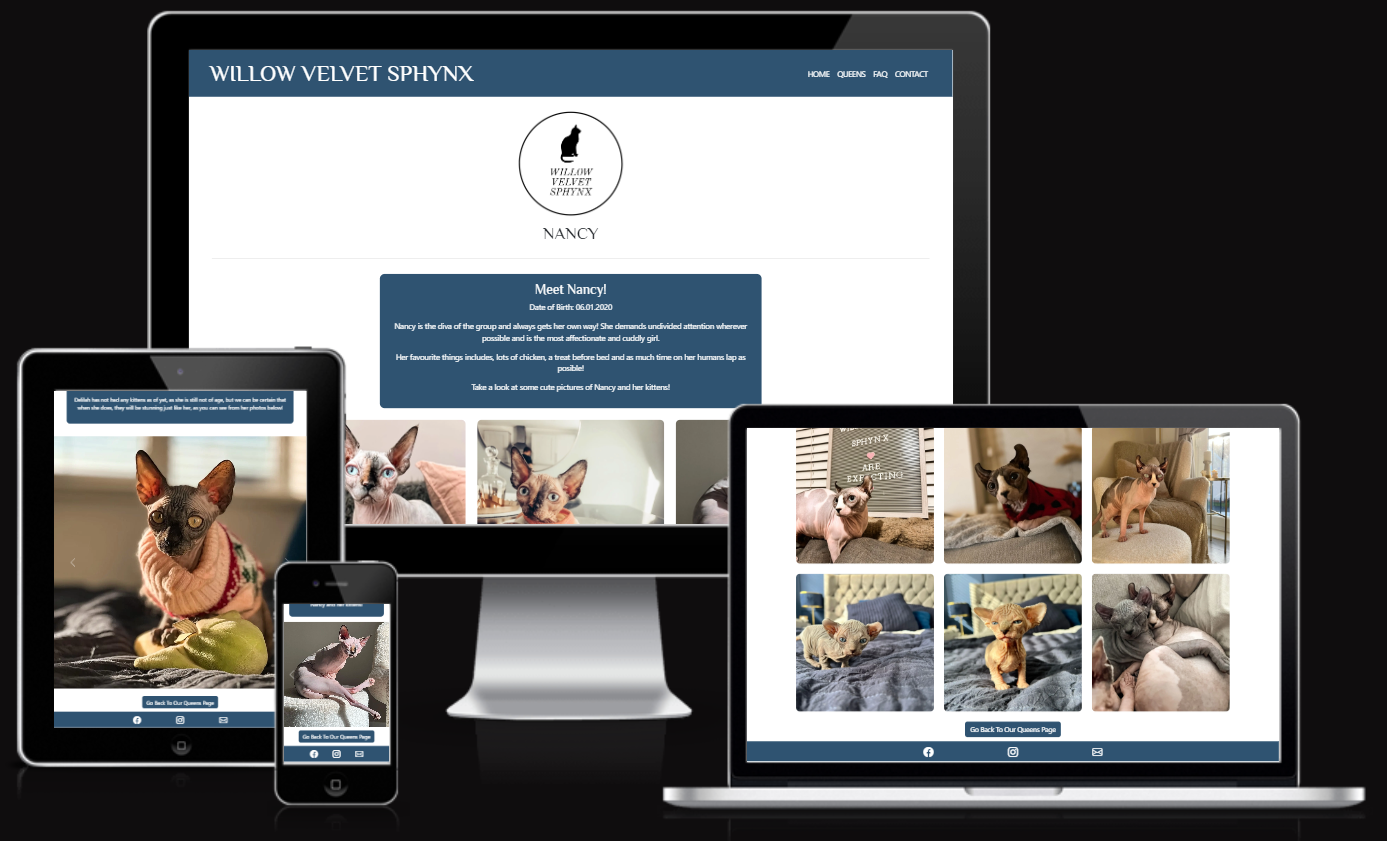 WILLOW VELVET SPHYNX
HOME QUEENS FAQ CONTACT
WILLOW
VELVET
SPHYNX
NANCY
Meet Nancy!
Date of Birth: 06.01.2020
Nancy is the diva of the group and always gets her own way! She demands undivided attention wherever
possible and is the most affectionate and cuddly girl.
Her favourite things includes, lots of chicken, a treat before bed and as much time on her humans lap as
posible!
Take a look at some cute pictures of Nancy and her kittens!
Delilah has not had any kittens as of yet, as she is still not of age, but we can be certain that
when she does, they will be stunning just like her, as you can see from her photos below!
Go Back To Our Queens Page
Nancy and her kittens!
Go Back To Our Queens Page
SPHYNX
ARE
EXPECTING
Go Back To Our Queens Page